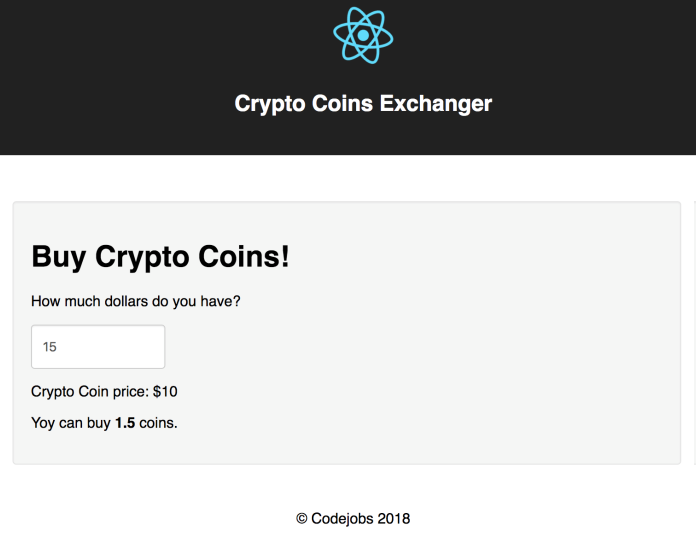 Crypto Coins Exchanger
Buy Crypto Coins!
How much dollars do you have?
15
Crypto Coin price: $10
Yoy can buy 1.5 coins.
© Codejobs 2018